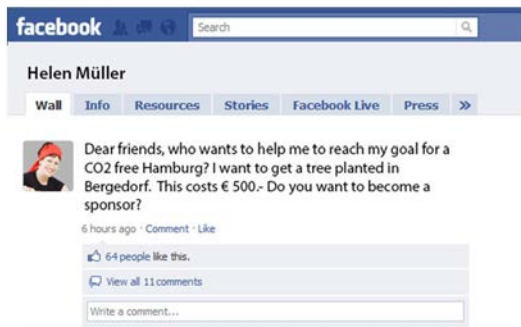 facebook Search
Helen Müller
Wall Info Resources Stories Facebook Live Press »
Dear friends, who wants to help me to reach my goal for a
CO2 free Hamburg? I want to get a tree planted in
Bergedorf. This costs € 500.- Do you want to become a
sponsor?
6 hours ago · Comment · Like
64 people like this.
View all 11 comments
Write a comment...